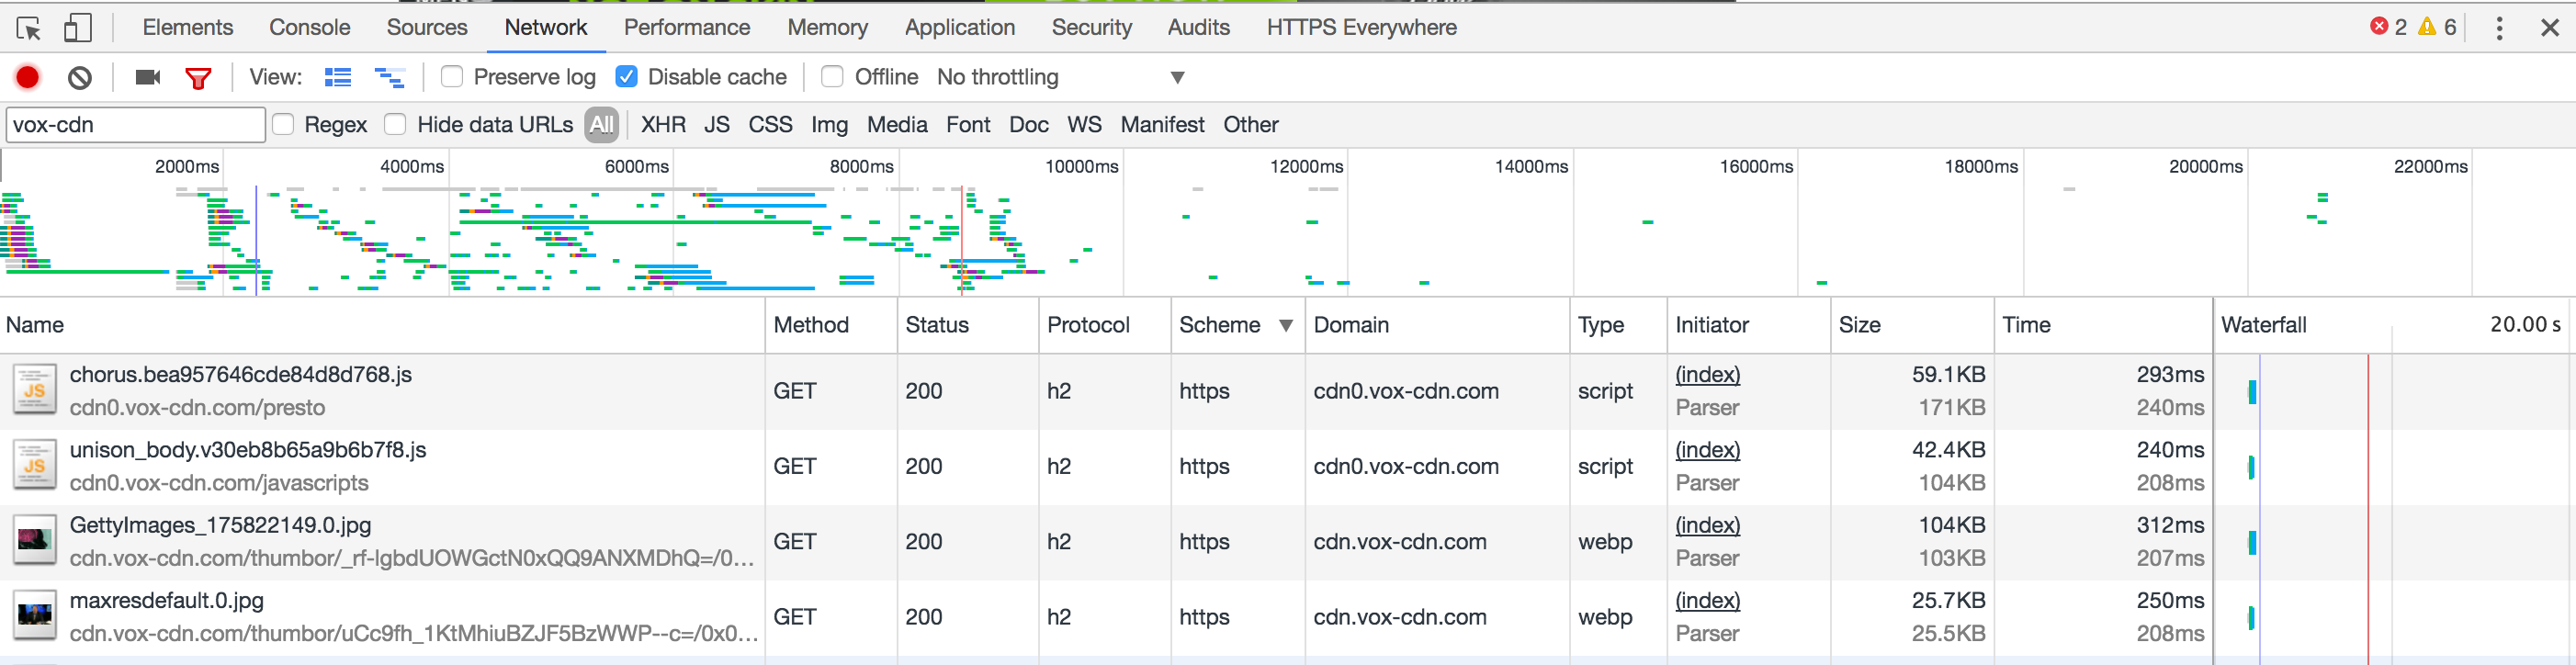 Elements Console Sources Network Performance Memory Application Security Audits HTTPS Everywhere 2 6
View: Preserve log Disable cache Offline No throttling
vox-cdn Regex Hide data URLs All XHR JS CSS Img Media Font Doc WS Manifest Other
2000ms 4000ms 6000ms 8000ms 10000ms 12000ms 14000ms 16000ms 18000ms 20000ms 22000ms
Name Method Status Protocol Scheme Domain Type Initiator Size Time Waterfall 20.00 s
chorus.bea957646cde84d8d768.js GET 200 h2 https cdn0.vox-cdn.com script (index) 59.1KB 293ms
cdn0.vox-cdn.com/presto Parser 171KB 240ms
unison_body.v30eb8b65a9b6b7f8.js GET 200 h2 https cdn0.vox-cdn.com script (index) 42.4KB 240ms
cdn0.vox-cdn.com/javascripts Parser 104KB 208ms
GettyImages_175822149.0.jpg GET 200 h2 https cdn.vox-cdn.com webp (index) 104KB 312ms
cdn.vox-cdn.com/thumbor/_rf-lgbdUOWGctN0xQQ9ANXMDhQ=/0… Parser 103KB 207ms
maxresdefault.0.jpg GET 200 h2 https cdn.vox-cdn.com webp (index) 25.7KB 250ms
cdn.vox-cdn.com/thumbor/uCc9fh_1KtMhiuBZJF5BzWWP--c=/0x0… Parser 25.5KB 208ms